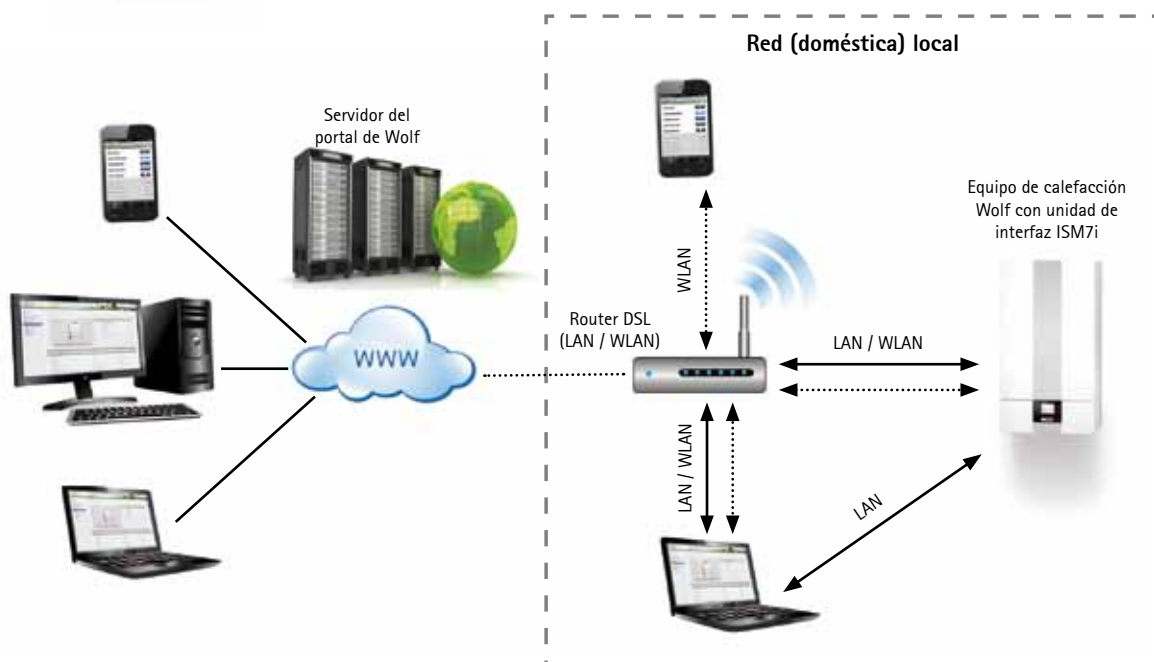 Red (doméstica) local
Servidor del
portal de Wolf
Equipo de calefacción
Wolf con unidad de
interfaz ISM7i
WLAN
Router DSL
(LAN / WLAN)
LAN / WLAN
WWW
LAN / WLAN
LAN